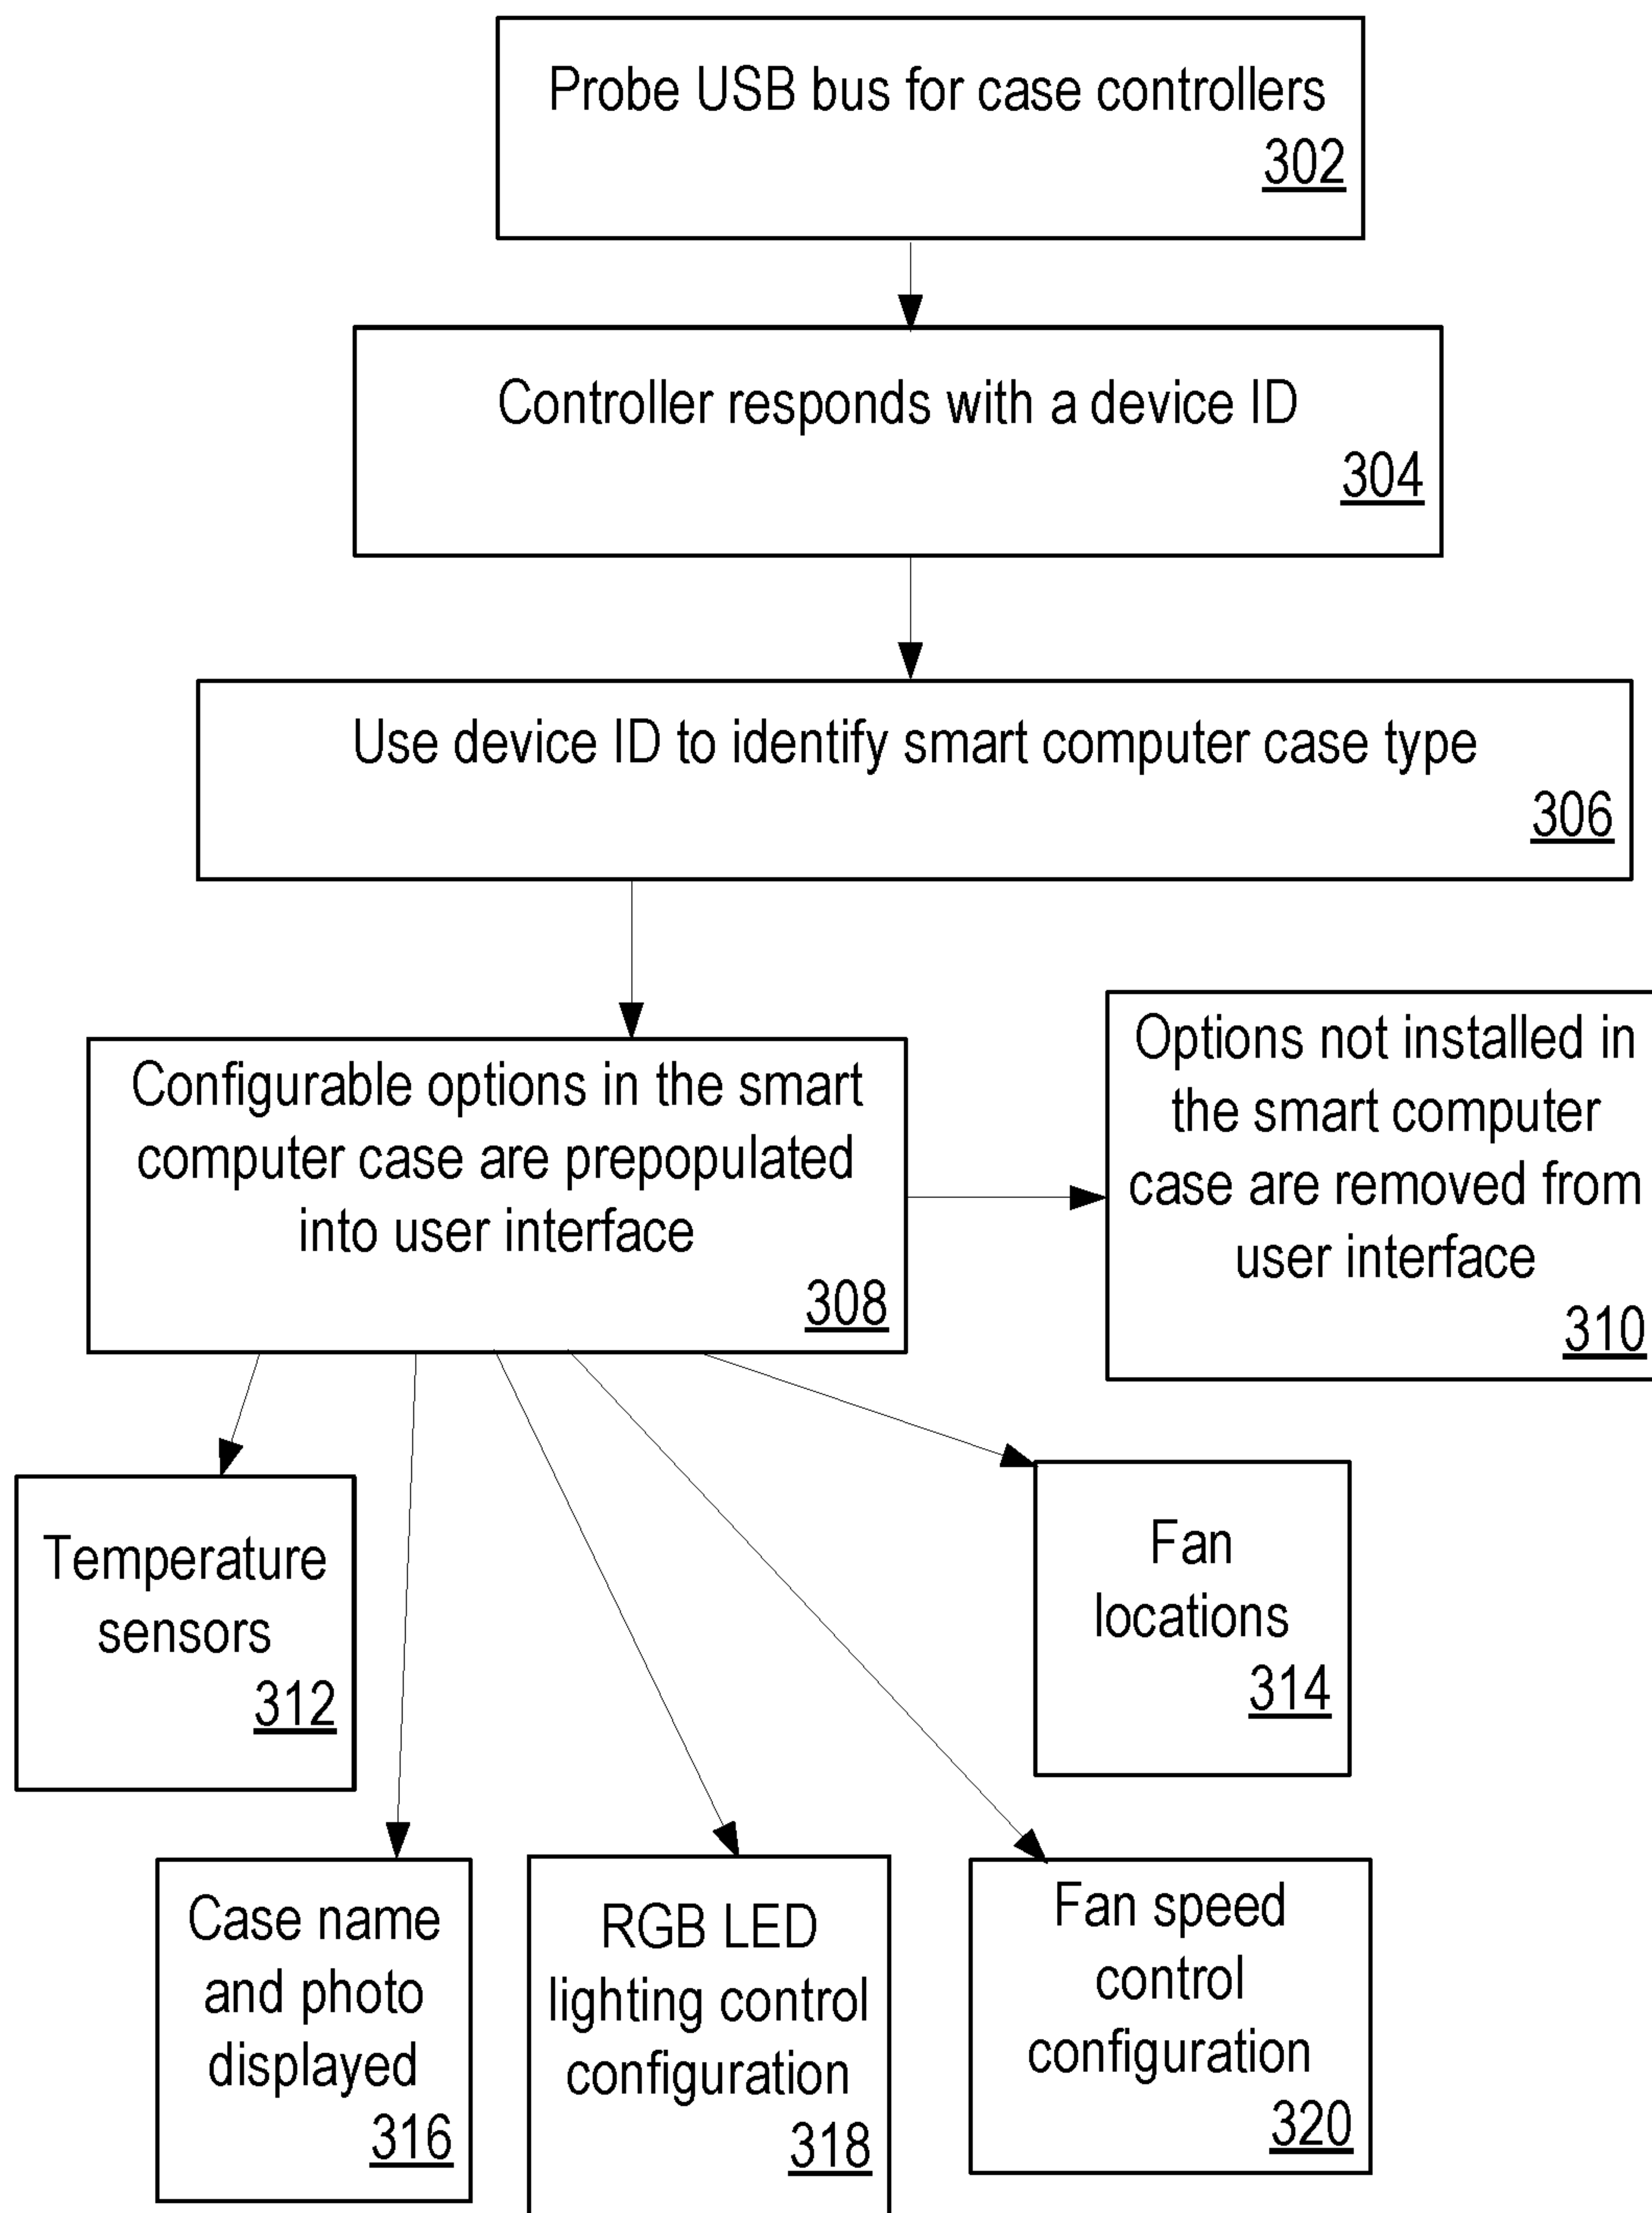 Probe USB bus for case controllers
302
Controller responds with a device ID
304
Use device ID to identify smart computer case type
306
Configurable options in the smart
computer case are prepopulated
into user interface
308
Options not installed in
the smart computer
case are removed from
user interface
310
Temperature
sensors
312
Fan
locations
314
Case name
and photo
displayed
316
RGB LED
lighting control
configuration
318
Fan speed
control
configuration
320